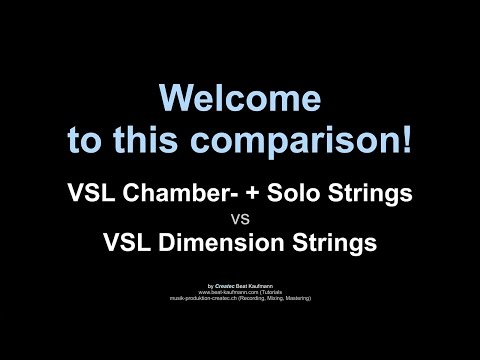 Welcome
to this comparison!
VSL Chamber- + Solo Strings
vs
VSL Dimension Strings
by Createc Beat Kaufmann
www.beat-kaufmann.com (Tutorials
musik-produktion-createc.ch (Recording, Mixing, Mastering)